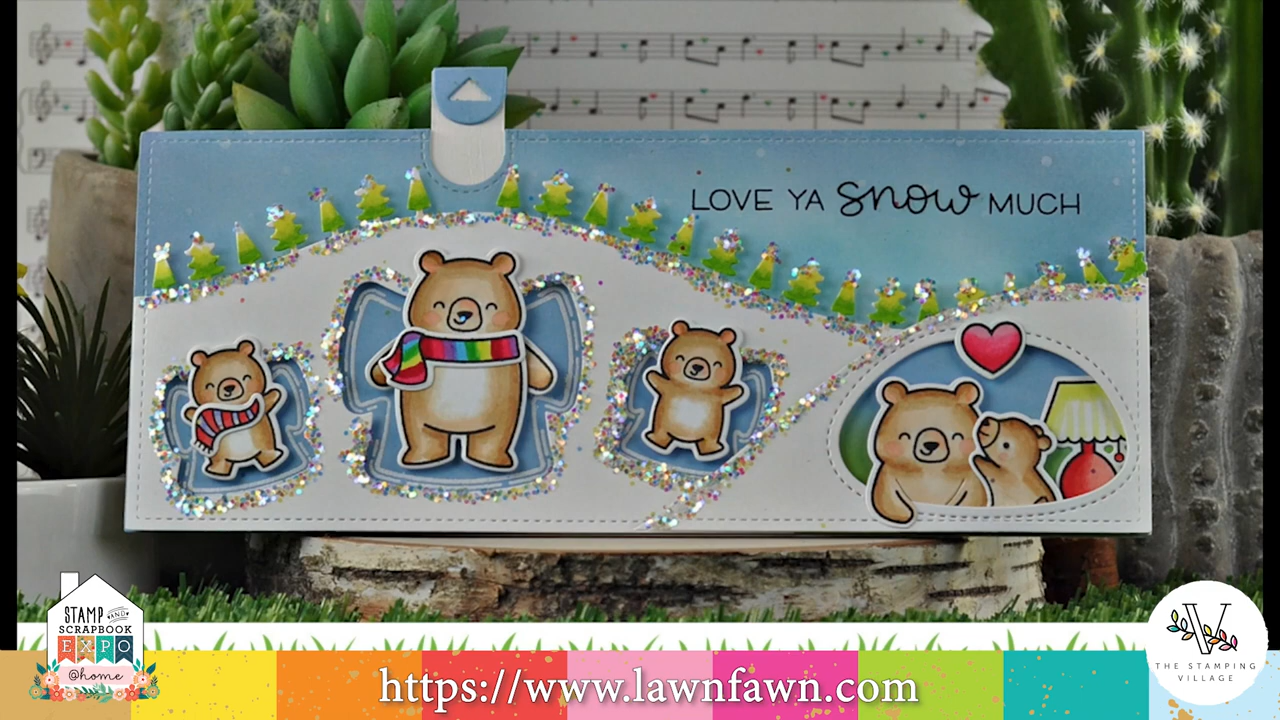 LOVE YA snow MUCH
STAMP AND
SCRAPBOOK
EXPO
@home
https://www.lawnfawn.com
V
THE STAMPING
VILLAGE